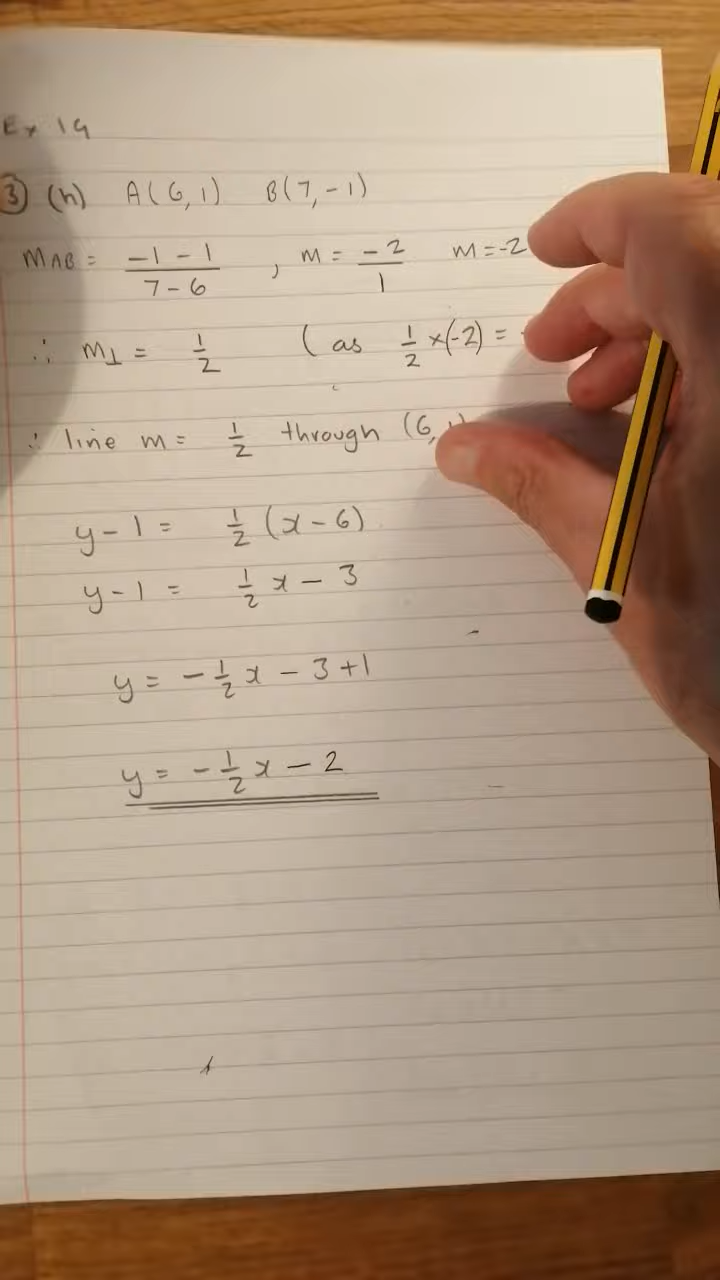 Ex 19
③ (h) A(6, 1) B(7, -1)
mAB = -1 - 1 / 7 - 6 , m = -2 / 1 m = -2
∴ m⊥ = 1/2 (as 1/2 ×(-2) =
∴ line m = 1/2 through (6, 1)
y - 1 = 1/2 (x - 6)
y - 1 = 1/2 x - 3
y = -1/2 x - 3 + 1
y = -1/2 x - 2